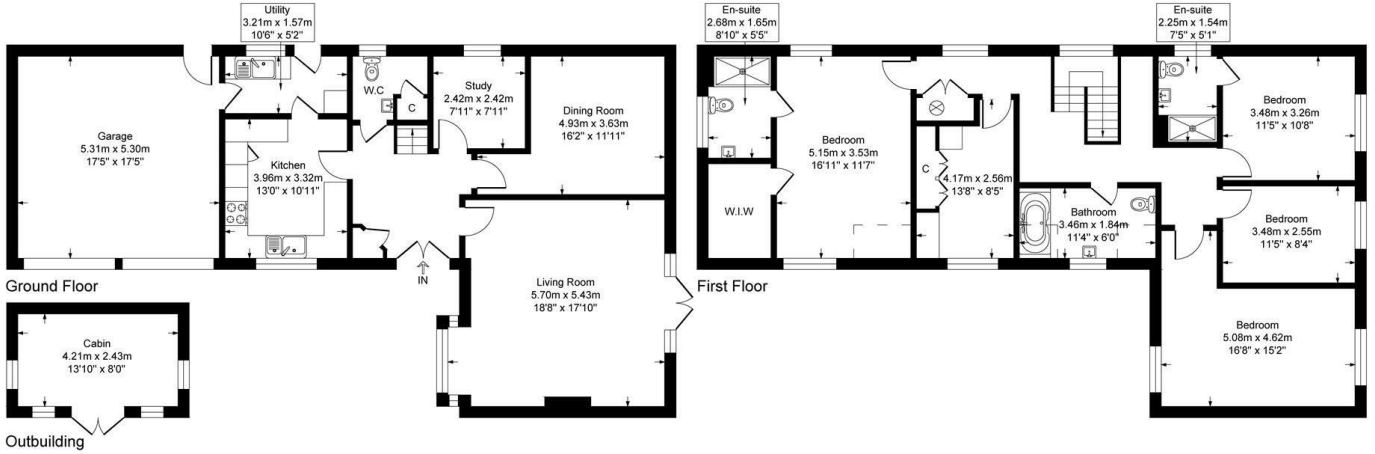 Utility
3.21m x 1.57m
10'6" x 5'2"
En-suite
2.68m x 1.65m
8'10" x 5'5"
En-suite
2.25m x 1.54m
7'5" x 5'1"
Garage
5.31m x 5.30m
17'5" x 17'5"
Kitchen
3.96m x 3.32m
13'0" x 10'11"
W.C
C
Study
2.42m x 2.42m
7'11" x 7'11"
Dining Room
4.93m x 3.63m
16'2" x 11'11"
IN
Living Room
5.70m x 5.43m
18'8" x 17'10"
Ground Floor
Cabin
4.21m x 2.43m
13'10" x 8'0"
Outbuilding
Bedroom
5.15m x 3.53m
16'11" x 11'7"
W.I.W
C
4.17m x 2.56m
13'8" x 8'5"
Bathroom
3.46m x 1.84m
11'4" x 6'0"
Bedroom
3.48m x 3.26m
11'5" x 10'8"
Bedroom
3.48m x 2.55m
11'5" x 8'4"
Bedroom
5.08m x 4.62m
16'8" x 15'2"
First Floor